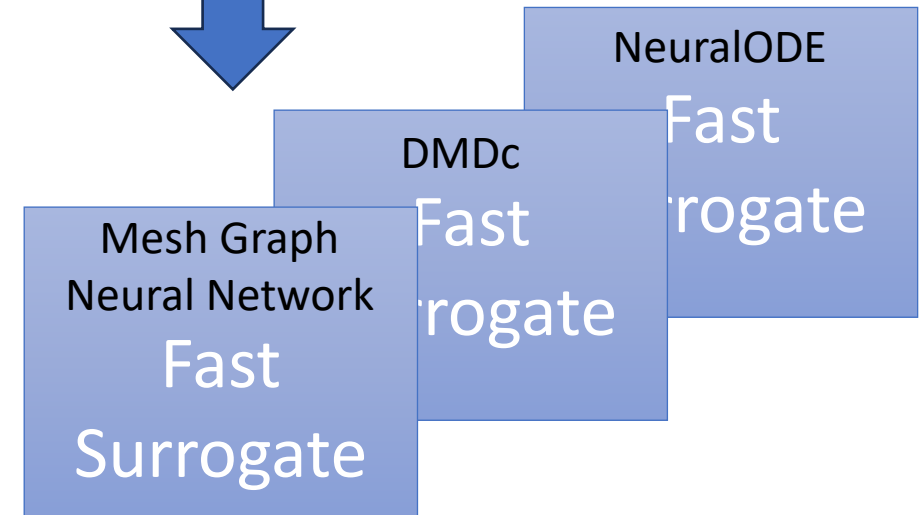 NeuralODE
Fast
rrogate
DMDc
Fast
rrogate
Mesh Graph
Neural Network
Fast
Surrogate